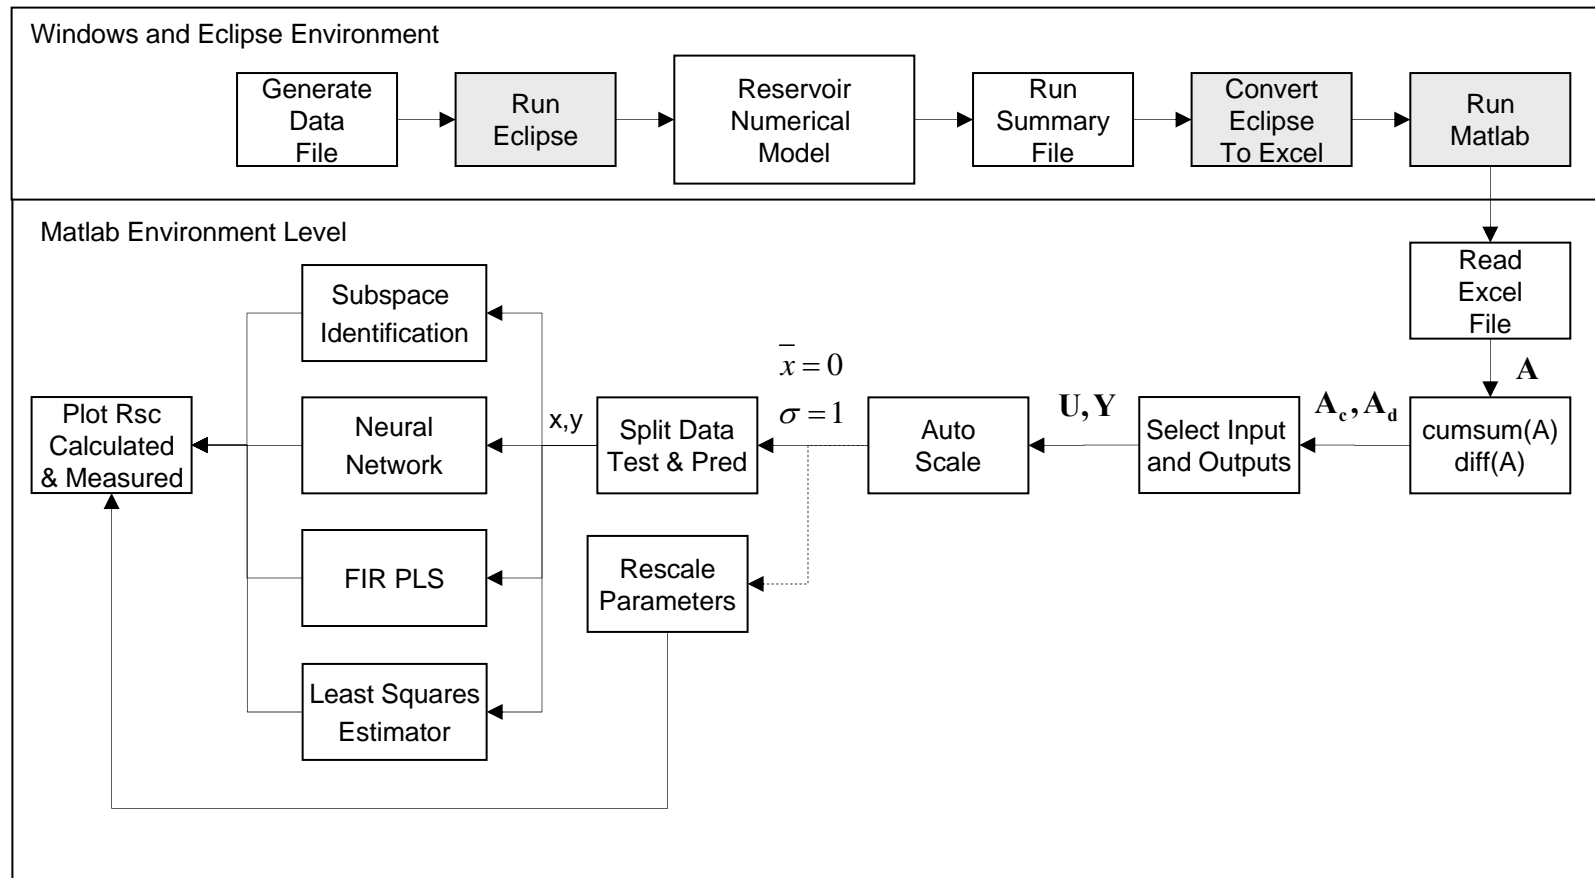 Windows and Eclipse Environment
Generate
Data
File
Run
Eclipse
Reservoir
Numerical
Model
Run
Summary
File
Convert
Eclipse
To Excel
Run
Matlab
Matlab Environment Level
Read
Excel
File
A
cumsum(A)
diff(A)
A_c, A_d
Select Input
and Outputs
U, Y
Auto
Scale
x̄ = 0
σ = 1
Split Data
Test & Pred
x,y
Rescale
Parameters
Subspace
Identification
Neural
Network
FIR PLS
Least Squares
Estimator
Plot Rsc
Calculated
& Measured